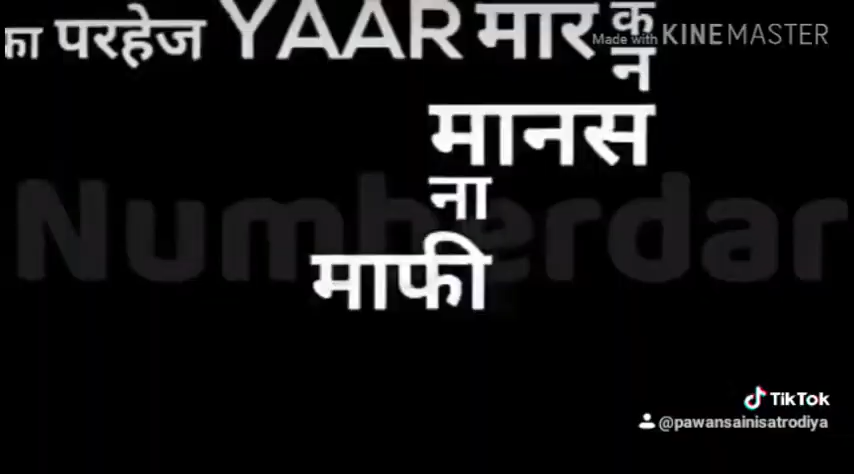 का परहेज YAAR मार क
न
Made with KINEMASTER
मानस
ना
Numberdar
माफी
TikTok
@pawansainisatrodiya